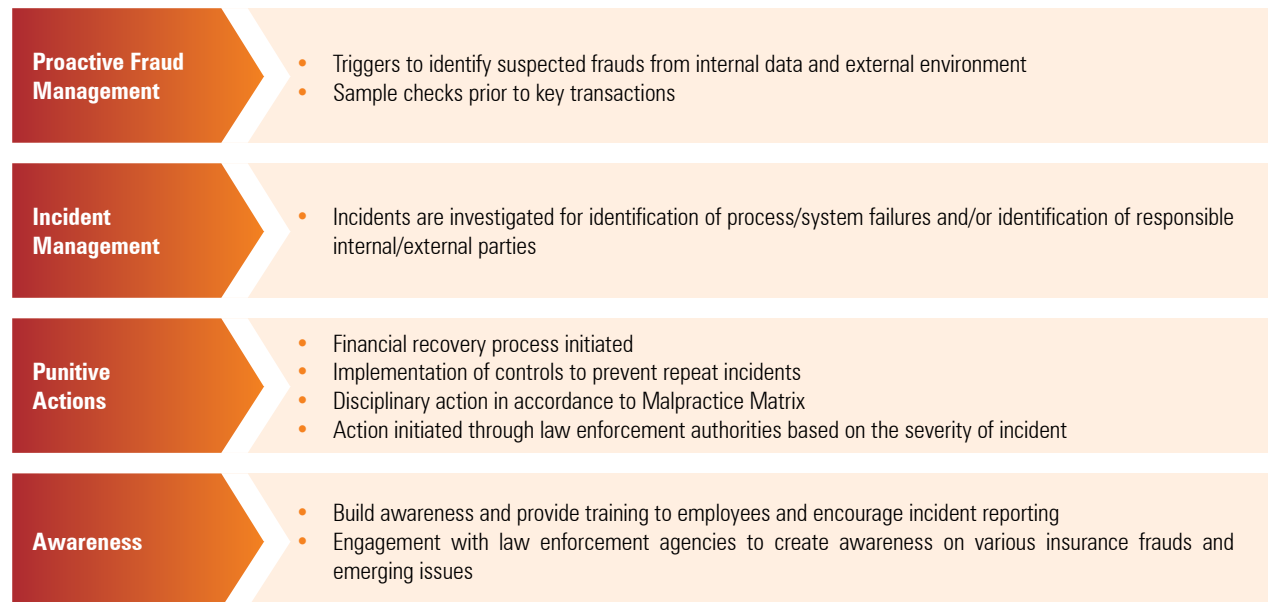 Proactive Fraud
Management
• Triggers to identify suspected frauds from internal data and external environment
• Sample checks prior to key transactions
Incident
Management
• Incidents are investigated for identification of process/system failures and/or identification of responsible
internal/external parties
Punitive
Actions
• Financial recovery process initiated
• Implementation of controls to prevent repeat incidents
• Disciplinary action in accordance to Malpractice Matrix
• Action initiated through law enforcement authorities based on the severity of incident
Awareness
• Build awareness and provide training to employees and encourage incident reporting
• Engagement with law enforcement agencies to create awareness on various insurance frauds and
emerging issues